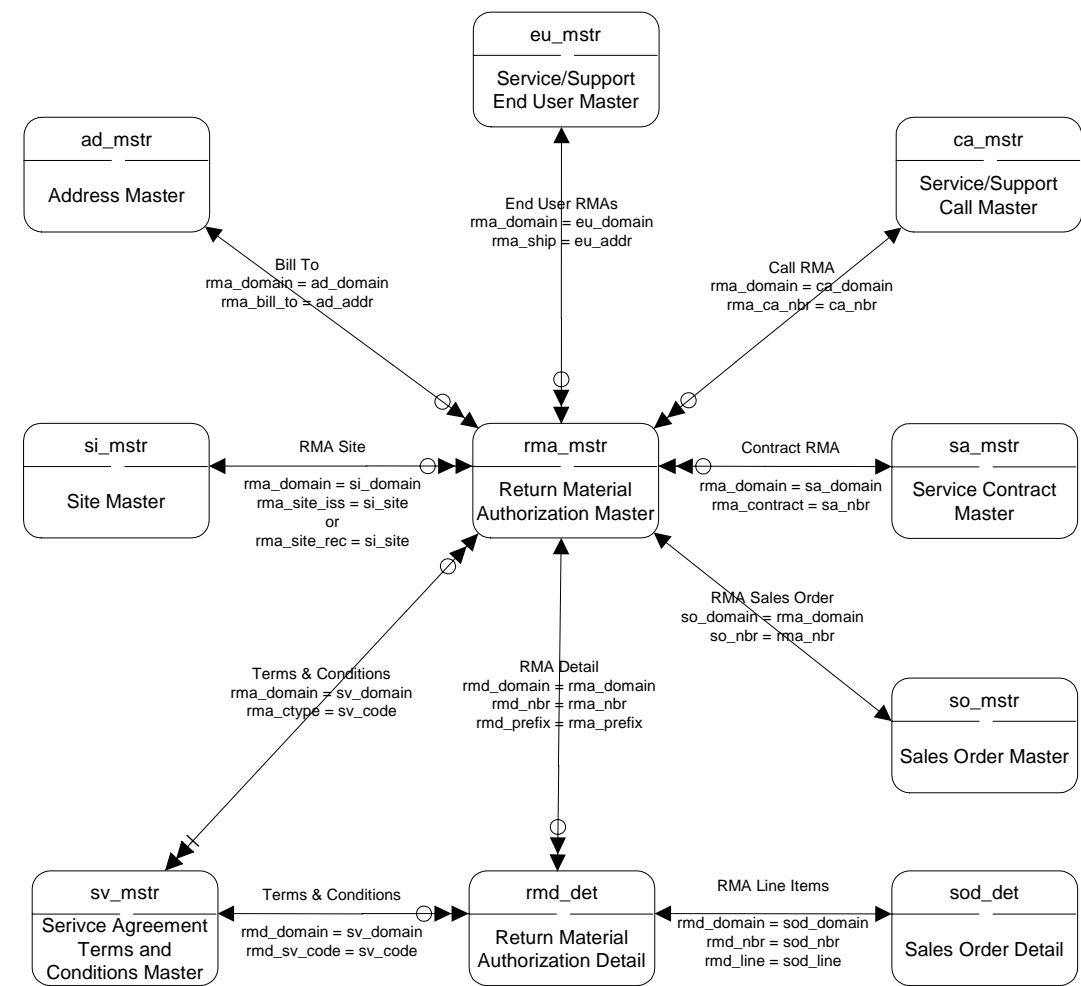 eu_mstr
Service/Support
End User Master
ad_mstr
Address Master
ca_mstr
Service/Support
Call Master
End User RMAs
rma_domain = eu_domain
rma_ship = eu_addr
Bill To
rma_domain = ad_domain
rma_bill_to = ad_addr
Call RMA
rma_domain = ca_domain
rma_ca_nbr = ca_nbr
si_mstr
Site Master
RMA Site
rma_domain = si_domain
rma_site_iss = si_site
or
rma_site_rec = si_site
rma_mstr
Return Material
Authorization Master
Contract RMA
rma_domain = sa_domain
rma_contract = sa_nbr
sa_mstr
Service Contract
Master
RMA Sales Order
so_domain = rma_domain
so_nbr = rma_nbr
Terms & Conditions
rma_domain = sv_domain
rma_ctype = sv_code
RMA Detail
rmd_domain = rma_domain
rmd_nbr = rma_nbr
rmd_prefix = rma_prefix
so_mstr
Sales Order Master
sv_mstr
Serivce Agreement
Terms and
Conditions Master
Terms & Conditions
rmd_domain = sv_domain
rmd_sv_code = sv_code
rmd_det
Return Material
Authorization Detail
RMA Line Items
rmd_domain = sod_domain
rmd_nbr = sod_nbr
rmd_line = sod_line
sod_det
Sales Order Detail